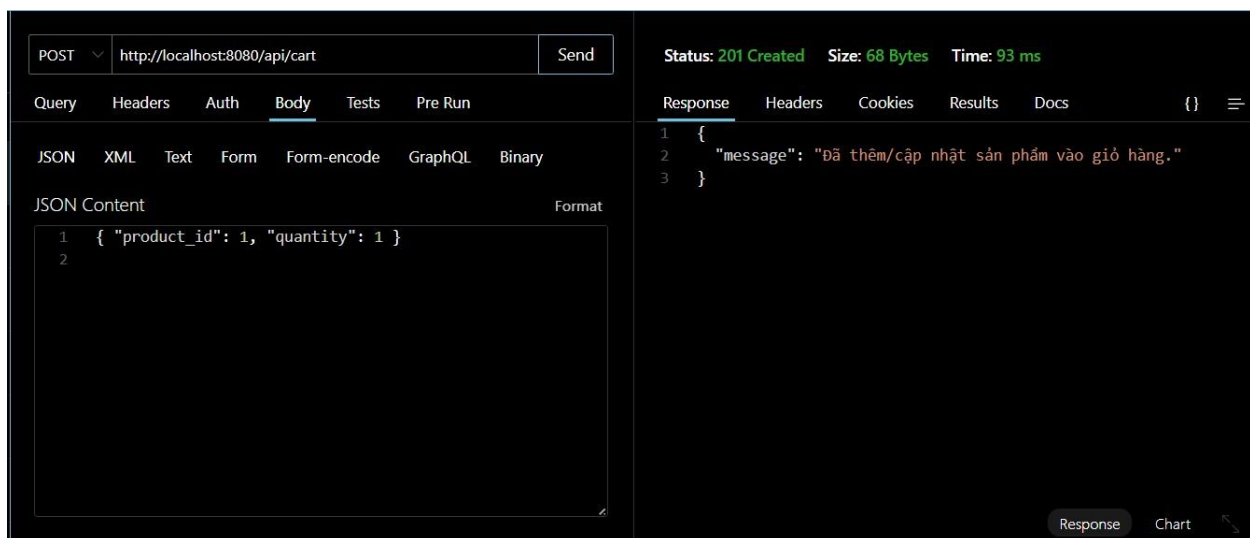 POST http://localhost:8080/api/cart Send
Query Headers Auth Body Tests Pre Run
JSON XML Text Form Form-encode GraphQL Binary
JSON Content Format
1 { "product_id": 1, "quantity": 1 }
2
Status: 201 Created Size: 68 Bytes Time: 93 ms
Response Headers Cookies Results Docs {}
1 {
2 "message": "Đã thêm/cập nhật sản phẩm vào giỏ hàng."
3 }
Response Chart